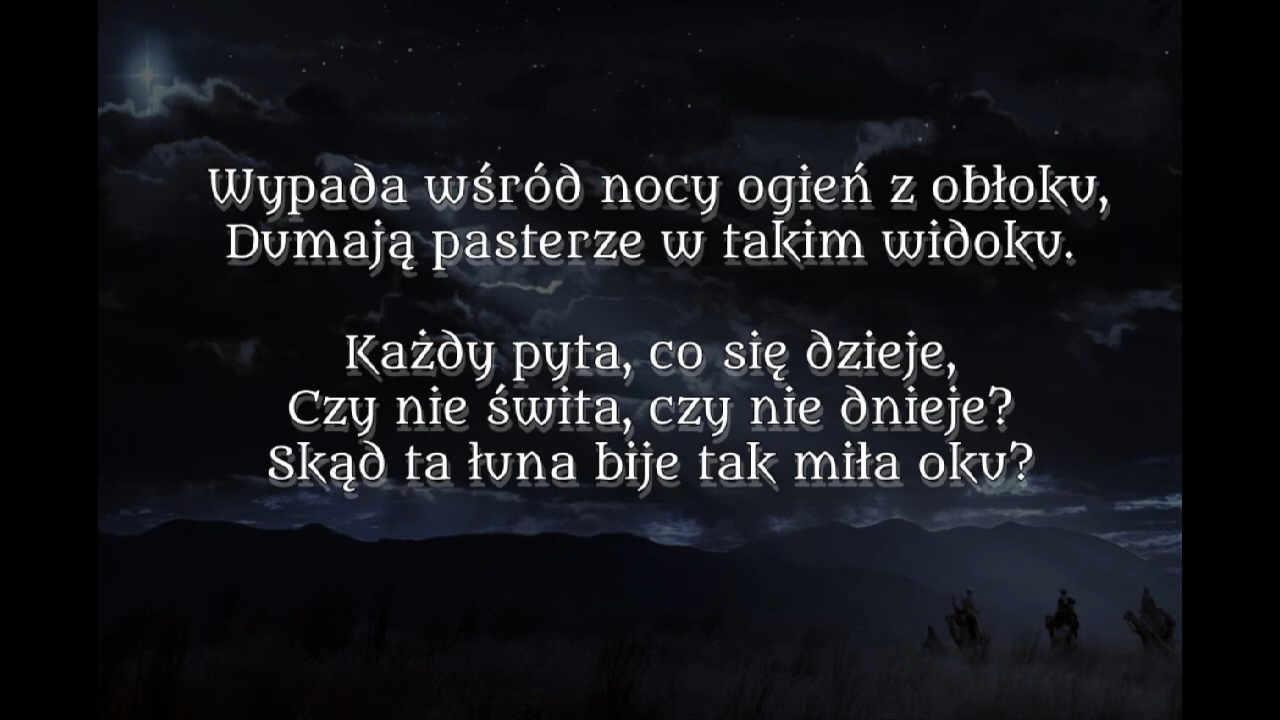 Wypada wśród nocy ogień z obłoku,
Dumają pasterze w takim widoku.
Każdy pyta, co się dzieje,
Czy nie świta, czy nie dnieje?
Skąd ta łuna bije tak miła oku?